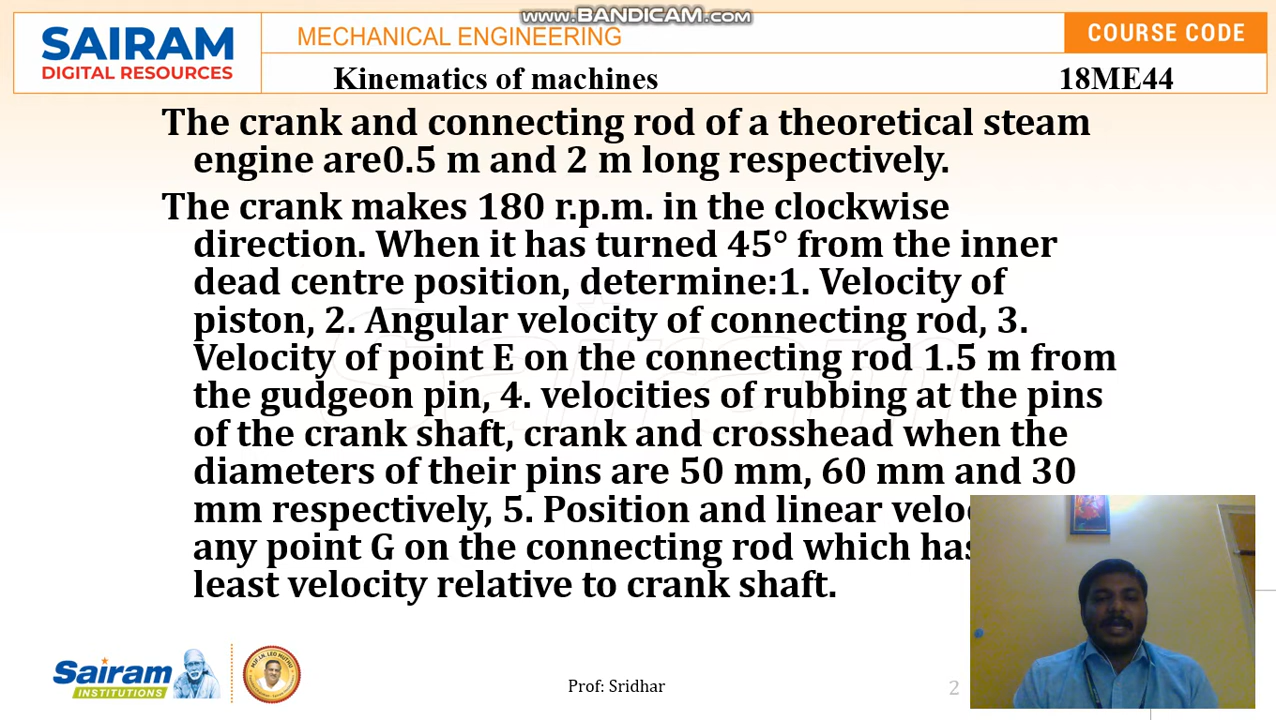 www.BANDICAM.com
SAIRAM
DIGITAL RESOURCES
MECHANICAL ENGINEERING
COURSE CODE
Kinematics of machines
18ME44
The crank and connecting rod of a theoretical steam
engine are0.5 m and 2 m long respectively.
The crank makes 180 r.p.m. in the clockwise
direction. When it has turned 45° from the inner
dead centre position, determine:1. Velocity of
piston, 2. Angular velocity of connecting rod, 3.
Velocity of point E on the connecting rod 1.5 m from
the gudgeon pin, 4. velocities of rubbing at the pins
of the crank shaft, crank and crosshead when the
diameters of their pins are 50 mm, 60 mm and 30
mm respectively, 5. Position and linear
any point G on the connecting rod which has
least velocity relative to crank shaft.
Sairam
INSTITUTIONS
Prof: Sridhar
2